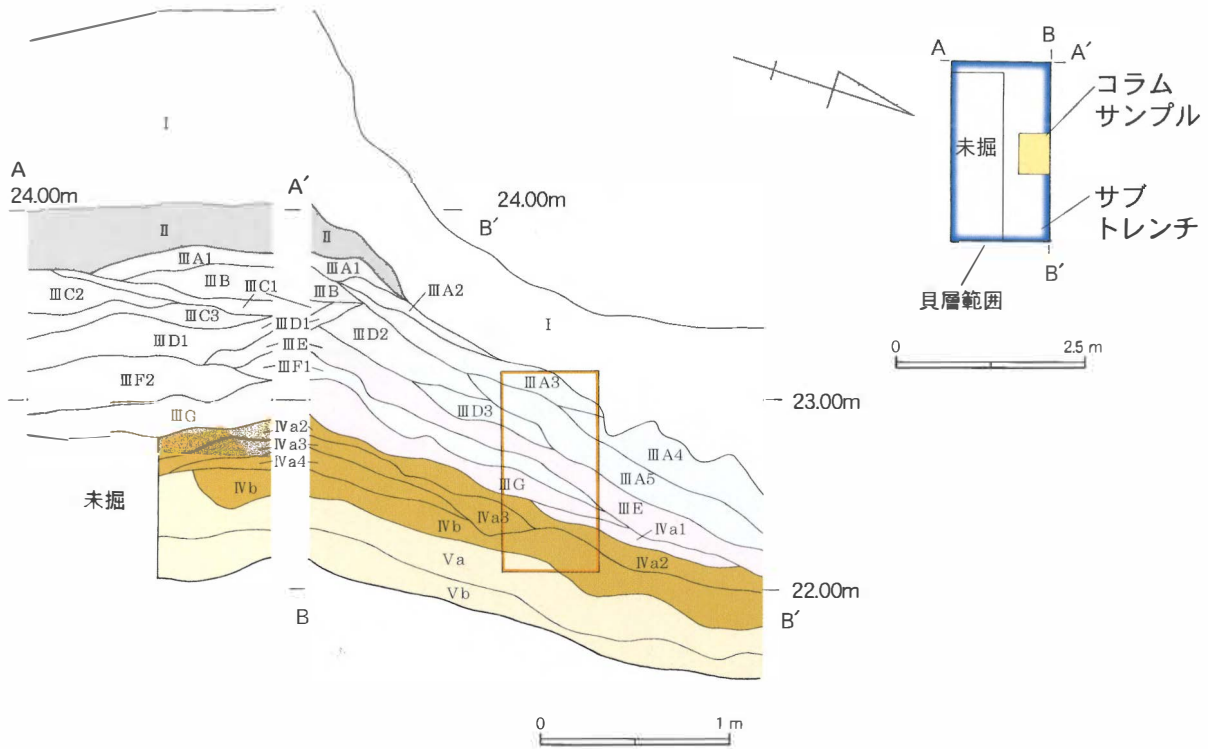 A
24.00m
Ⅰ
A′
24.00m
B′
Ⅱ
Ⅱ
ⅢA1
ⅢA1
ⅢB
ⅢC1
ⅢB
ⅢA2
ⅢC2
ⅢC3
Ⅰ
ⅢD1
ⅢD1
ⅢD2
ⅢE
ⅢF1
ⅢF2
ⅢA3
23.00m
ⅢG
ⅢD3
Ⅳa2
Ⅳa3
Ⅳa4
ⅢA4
ⅢA5
ⅢG
ⅢE
未掘
Ⅳb
Ⅳa3
Ⅳb
Ⅳa1
Ⅴa
Ⅳa2
Ⅴb
22.00m
B
B′
0
1 m
A
B
A′
コラム
サンプル
未掘
サブ
トレンチ
B′
貝層範囲
0
2.5 m